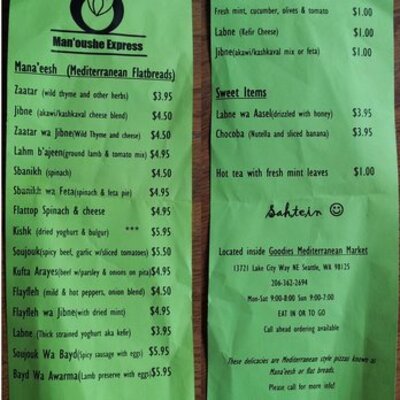 Man'oushe Express
Mana'eesh (Mediterranean Flatbreads)
Zaatar (wild thyme and other herbs) $3.95
Jibne (akawi/kashkaval cheese blend) $4.50
Zaatar wa Jibne(Wild Thyme and Cheese) $4.50
Lahm b'ajeen(ground lamb & tomato mix) $4.95
Sbanikh (spinach) $4.50
Sbanikh wa Feta(spinach & feta pie) $4.95
Flattop Spinach & cheese $4.95
Kishk (dried yoghurt & bulgur) *** $5.95
Soujouk(spicy beef, garlic w/sliced tomatoes) $5.50
Kufta Arayes(beef w/parsly & onions on pita)$4.95
Flayfleh (mild & hot peppers, onion blend) $4.50
Flayfleh wa Jibne(with dried mint) $4.95
Labne (Thick strained yoghurt aka kefir) $3.95
Soujouk Wa Bayd(Spicy sausage with eggs) $5.95
Bayd Wa Awarma(Lamb preserve with eggs) $5.95
Fresh mint, cucumber, olives & tomato $1.00
Labne (Kefir Cheese) $1.00
Jibne(akawi/kashkaval mix or feta) $1.00
Sweet Items
Labne wa Aasel(drizzled with honey) $3.95
Chocoba (Nutella and sliced banana) $3.95
Hot tea with fresh mint leaves $1.00
Sahtein ☺
Located inside Goodies Mediterranean Market
13721 Lake City Way NE Seattle, WA 98125
206-362-2694
Mon-Sat 9:00-8:00 Sun 9:00-7:00
EAT IN OR TO GO
Call ahead ordering available
These delicacies are Mediterranean style pizzas known as
Mana'eesh or flat breads.
Please call for more info!